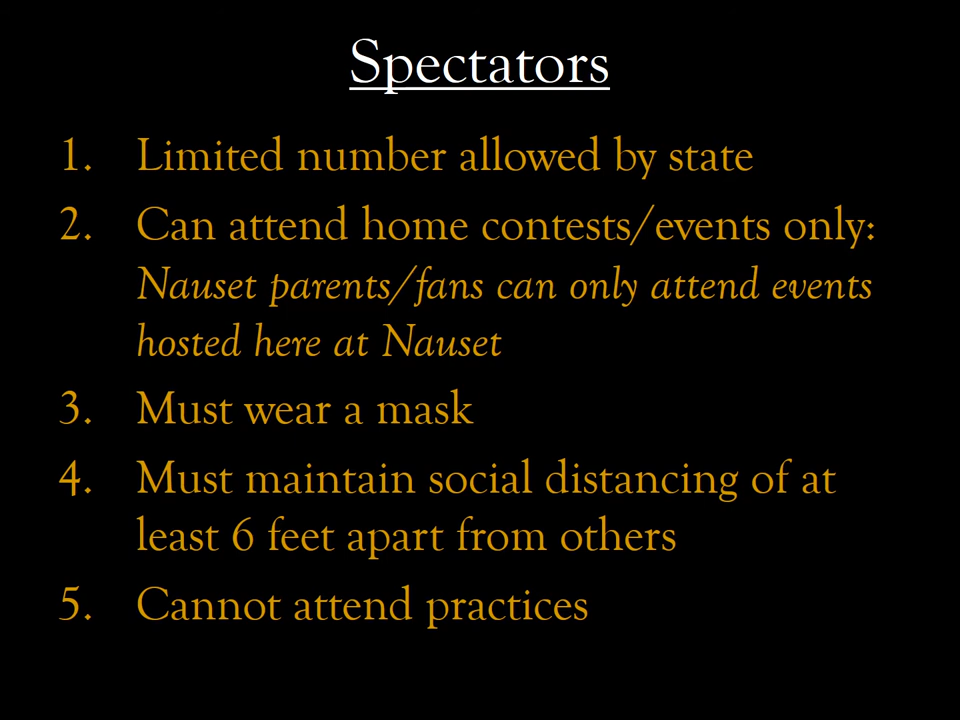 Spectators
1. Limited number allowed by state
2. Can attend home contests/events only:
Nauset parents/fans can only attend events
hosted here at Nauset
3. Must wear a mask
4. Must maintain social distancing of at
least 6 feet apart from others
5. Cannot attend practices